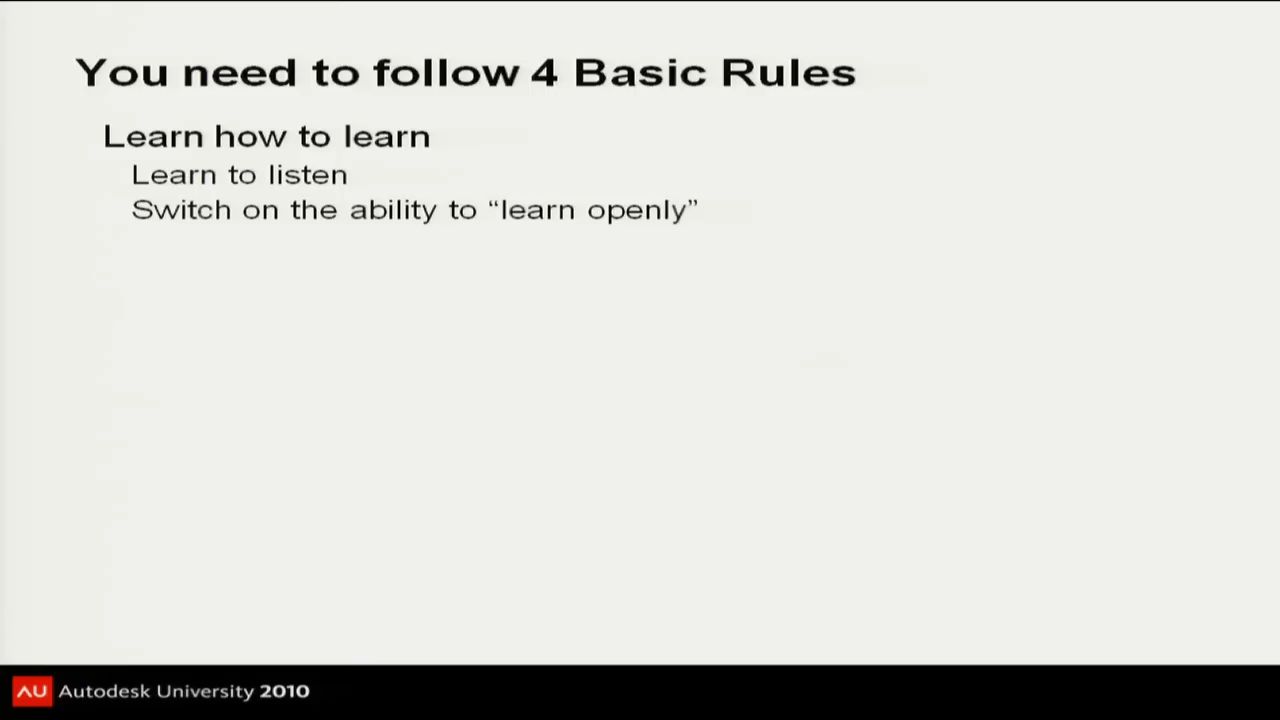 You need to follow 4 Basic Rules
Learn how to learn
Learn to listen
Switch on the ability to “learn openly”
AU Autodesk University 2010